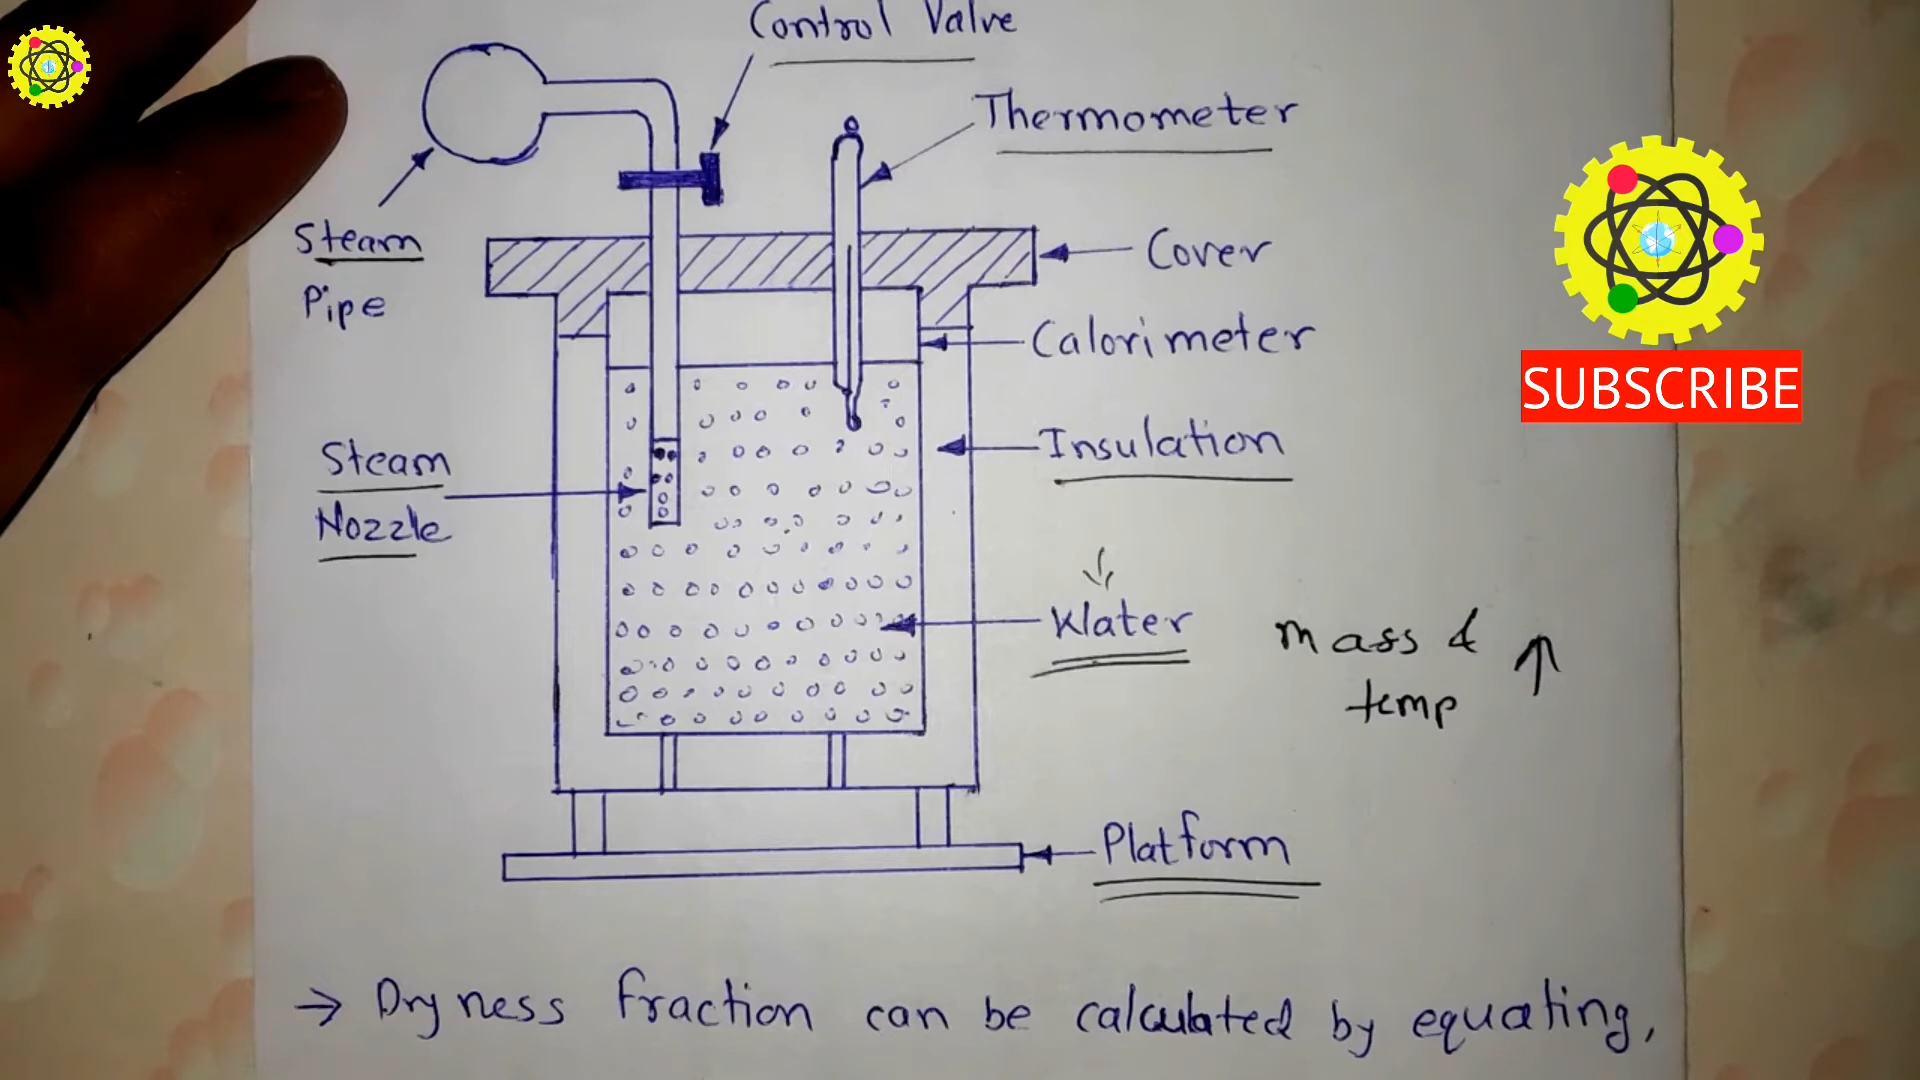 Control Valve
Thermometer
Steam
Pipe
Cover
Calorimeter
Insulation
Steam
Nozzle
Water
mass &
temp
Platform
→ Dryness fraction can be calculated by equating,
SUBSCRIBE